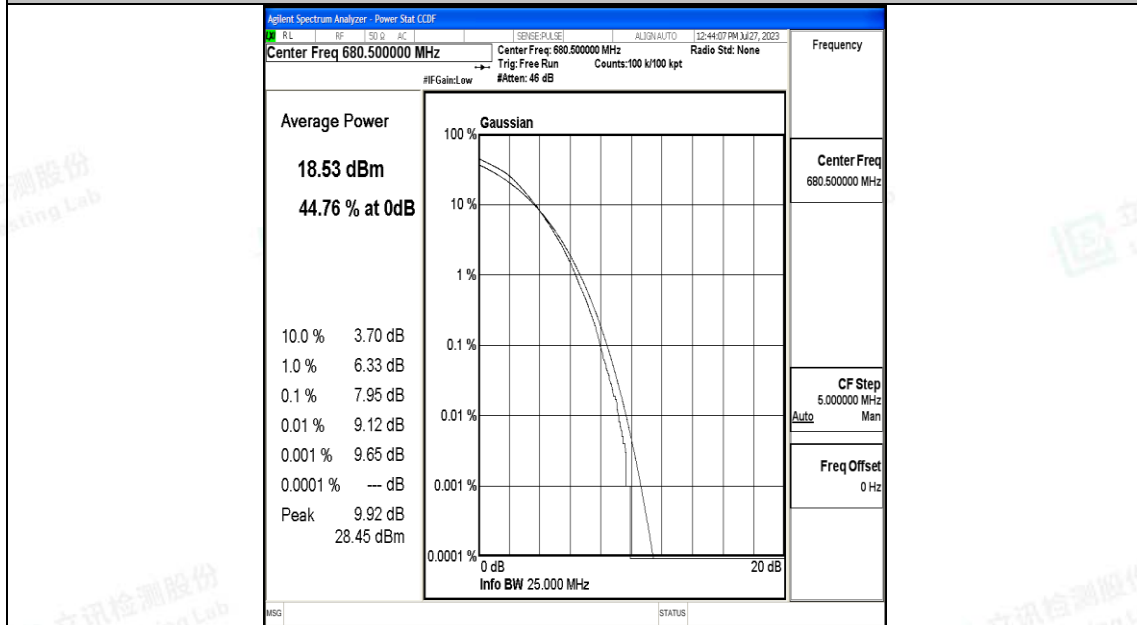 Agilent Spectrum Analyzer - Power Stat CCDF
RL RF 50 Ω AC SENSE:PULSE ALIGN AUTO 12:44:07 PM Jul 27, 2023
Center Freq 680.500000 MHz
Center Freq: 680.500000 MHz Radio Std: None
Trig: Free Run Counts:100 k/100 kpt
#IFGain:Low #Atten: 46 dB
Frequency
Average Power
18.53 dBm
44.76 % at 0dB
10.0 % 3.70 dB
1.0 % 6.33 dB
0.1 % 7.95 dB
0.01 % 9.12 dB
0.001 % 9.65 dB
0.0001 % --- dB
Peak 9.92 dB
28.45 dBm
Gaussian
100 %
10 %
1 %
0.1 %
0.01 %
0.001 %
0.0001 %
0 dB 20 dB
Info BW 25.000 MHz
Center Freq
680.500000 MHz
CF Step
5.000000 MHz
Auto Man
Freq Offset
0 Hz
MSG STATUS
立讯检测股份